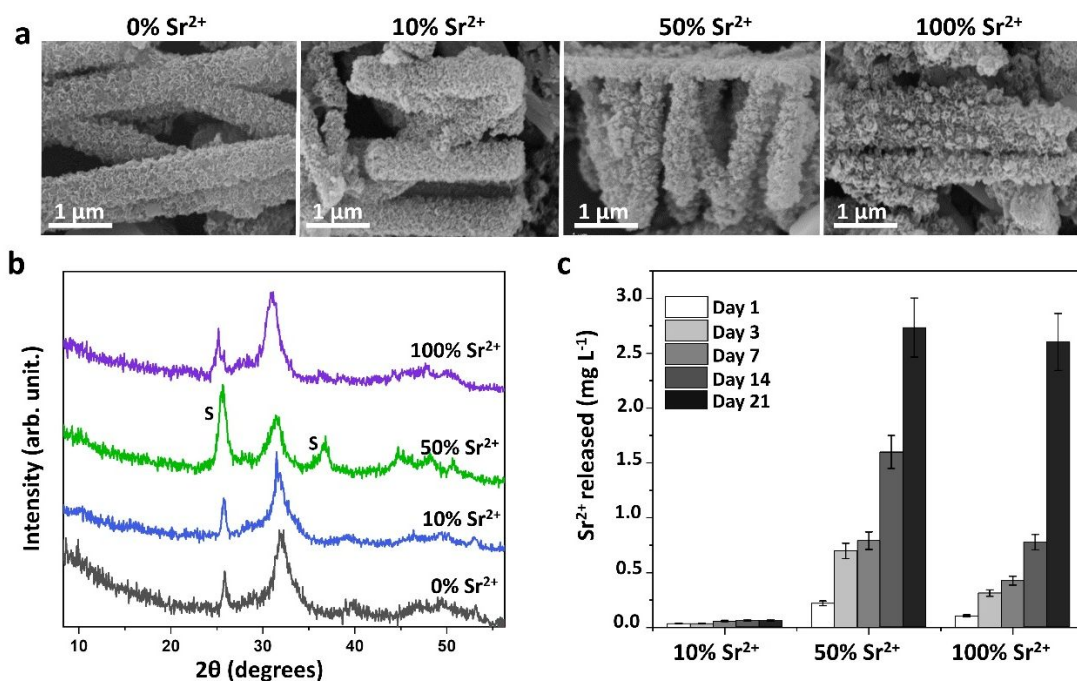 0% Sr²⁺ 10% Sr²⁺ 50% Sr²⁺ 100% Sr²⁺
a
1 μm 1 μm 1 μm 1 μm
b
Intensity (arb. unit.)
100% Sr²⁺
S
S
50% Sr²⁺
10% Sr²⁺
0% Sr²⁺
10 20 30 40 50
2θ (degrees)
c
Sr²⁺ released (mg L⁻¹)
3.0
2.5
2.0
1.5
1.0
0.5
0.0
Day 1
Day 3
Day 7
Day 14
Day 21
10% Sr²⁺ 50% Sr²⁺ 100% Sr²⁺